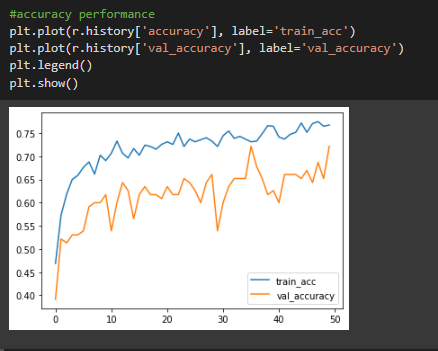 #accuracy performance
plt.plot(r.history['accuracy'], label='train_acc')
plt.plot(r.history['val_accuracy'], label='val_accuracy')
plt.legend()
plt.show()
0.75
0.70
0.65
0.60
0.55
0.50
0.45
0.40
train_acc
val_accuracy
0 10 20 30 40 50